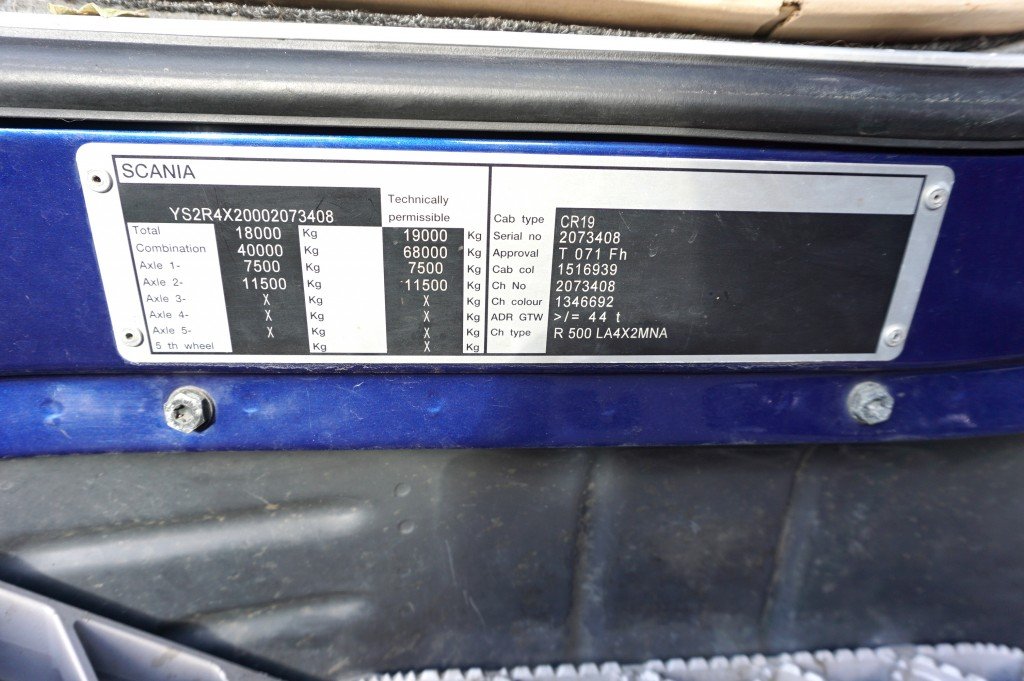 SCANIA
YS2R4X20002073408
Technically
permissible
Total 18000 Kg 19000 Kg
Combination 40000 Kg 68000 Kg
Axle 1- 7500 Kg 7500 Kg
Axle 2- 11500 Kg 11500 Kg
Axle 3- X Kg X Kg
Axle 4- X Kg X Kg
Axle 5- X Kg X Kg
5 th wheel Kg X Kg
Cab type CR19
Serial no 2073408
Approval T 071 Fh
Cab col 1516939
Ch No 2073408
Ch colour 1346692
ADR GTW >/= 44 t
Ch type R 500 LA4X2MNA